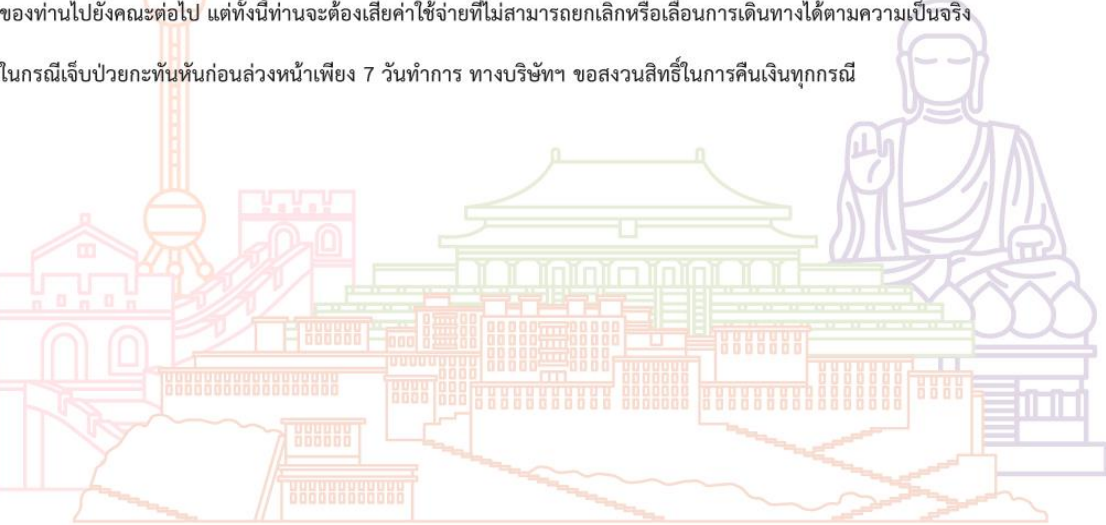 ของท่านไปยังคณะต่อไป แต่ทั้งนี้ท่านจะต้องเสียค่าใช้จ่ายที่ไม่สามารถยกเลิกหรือเลื่อนการเดินทางได้ตามความเป็นจริง
ในกรณีเจ็บป่วยกะทันหันก่อนล่วงหน้าเพียง 7 วันทำการ ทางบริษัทฯ ขอสงวนสิทธิ์ในการคืนเงินทุกกรณี